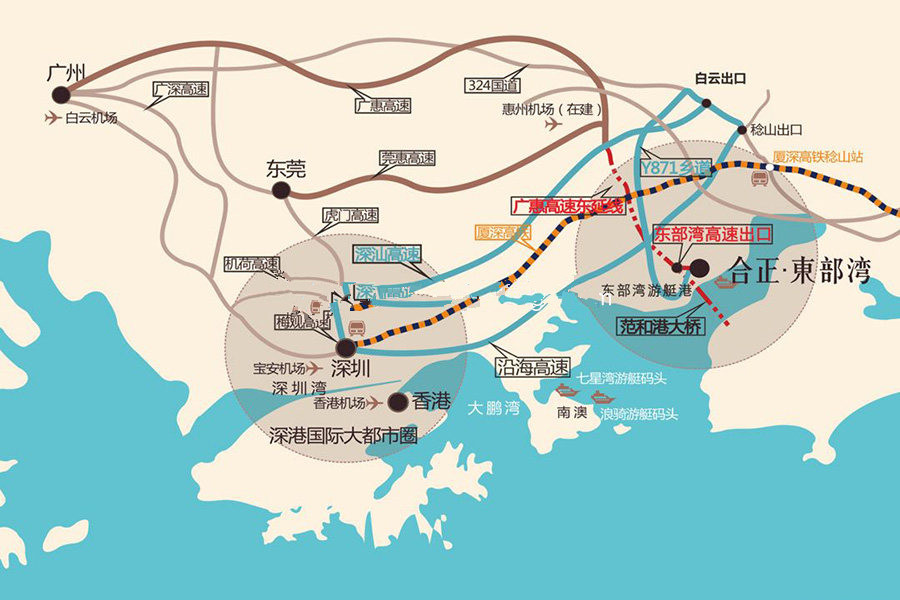 广州
白云机场
广深高速
广惠高速
324国道
惠州机场（在建）
白云出口
稔山出口
厦深高铁稔山站
东莞
莞惠高速
Y871乡道
虎门高速
广惠高速东延线
厦深高铁
东部湾高速出口
深汕高速
机荷高速
合正·東部湾
东部湾游艇港
梅观高速
范和港大桥
宝安机场
深圳
沿海高速
深圳湾
香港机场
香港
七星湾游艇码头
大鹏湾
南澳
浪骑游艇码头
深港国际大都市圈